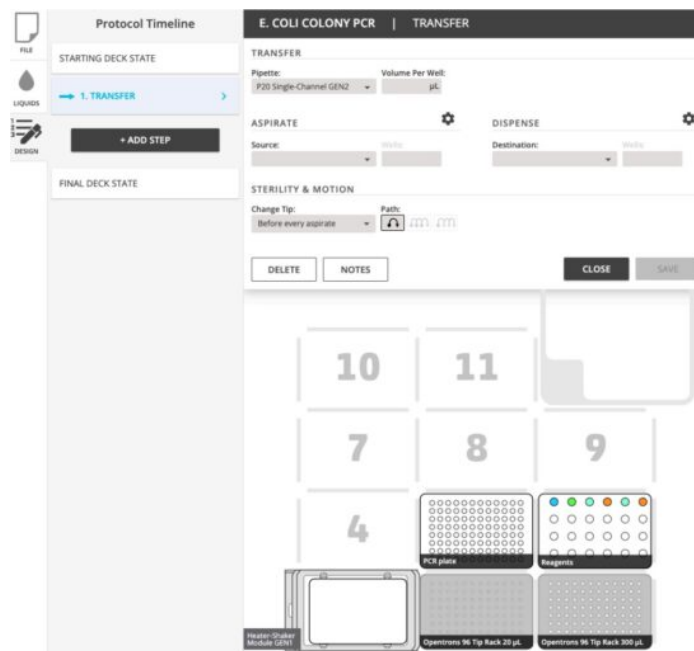 FILE
LIQUIDS
DESIGN
Protocol Timeline
STARTING DECK STATE
1. TRANSFER
+ ADD STEP
FINAL DECK STATE
E. COLI COLONY PCR | TRANSFER
TRANSFER
Pipette:
Volume Per Well:
P20 Single-Channel GEN2
µL
ASPIRATE
DISPENSE
Source:
Wells:
Destination:
Wells:
STERILITY & MOTION
Change Tip:
Path:
Before every aspirate
DELETE
NOTES
CLOSE
SAVE
10
11
7
8
9
4
PCR plate
Reagents
Heater-Shaker
Module GEN1
Opentrons 96 Tip Rack 20 µL
Opentrons 96 Tip Rack 300 µL